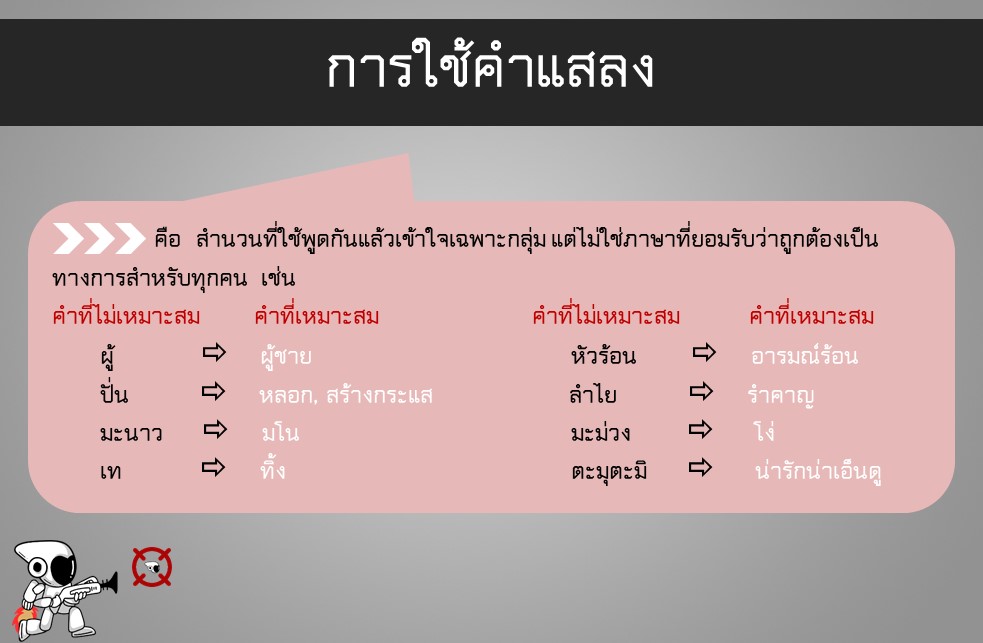 การใช้คำแสลง
คือ สำนวนที่ใช้พูดกันแล้วเข้าใจเฉพาะกลุ่ม แต่ไม่ใช่ภาษาที่ยอมรับว่าถูกต้องเป็น
ทางการสำหรับทุกคน เช่น
คำที่ไม่เหมาะสม คำที่เหมาะสม คำที่ไม่เหมาะสม คำที่เหมาะสม
ผู้ ⇨ ผู้ชาย หัวร้อน ⇨ อารมณ์ร้อน
ปั่น ⇨ หลอก, สร้างกระแส ลำไย ⇨ รำคาญ
มะนาว ⇨ มโน มะม่วง ⇨ โง่
เท ⇨ ทิ้ง ตะมุตะมิ ⇨ น่ารักน่าเอ็นดู